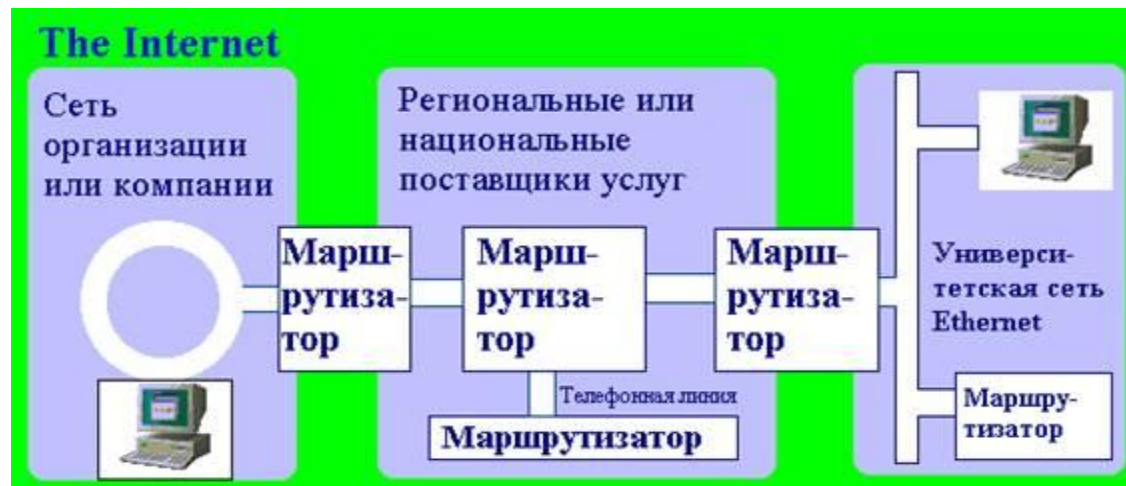 The Internet
Сеть
организации
или компании
Региональные или
национальные
поставщики услуг
Марш-
рутиза-
тор
Марш-
рутиза-
тор
Марш-
рутиза-
тор
Телефонная линия
Маршрутизатор
Универси-
тетская сеть
Ethernet
Маршру-
тизатор